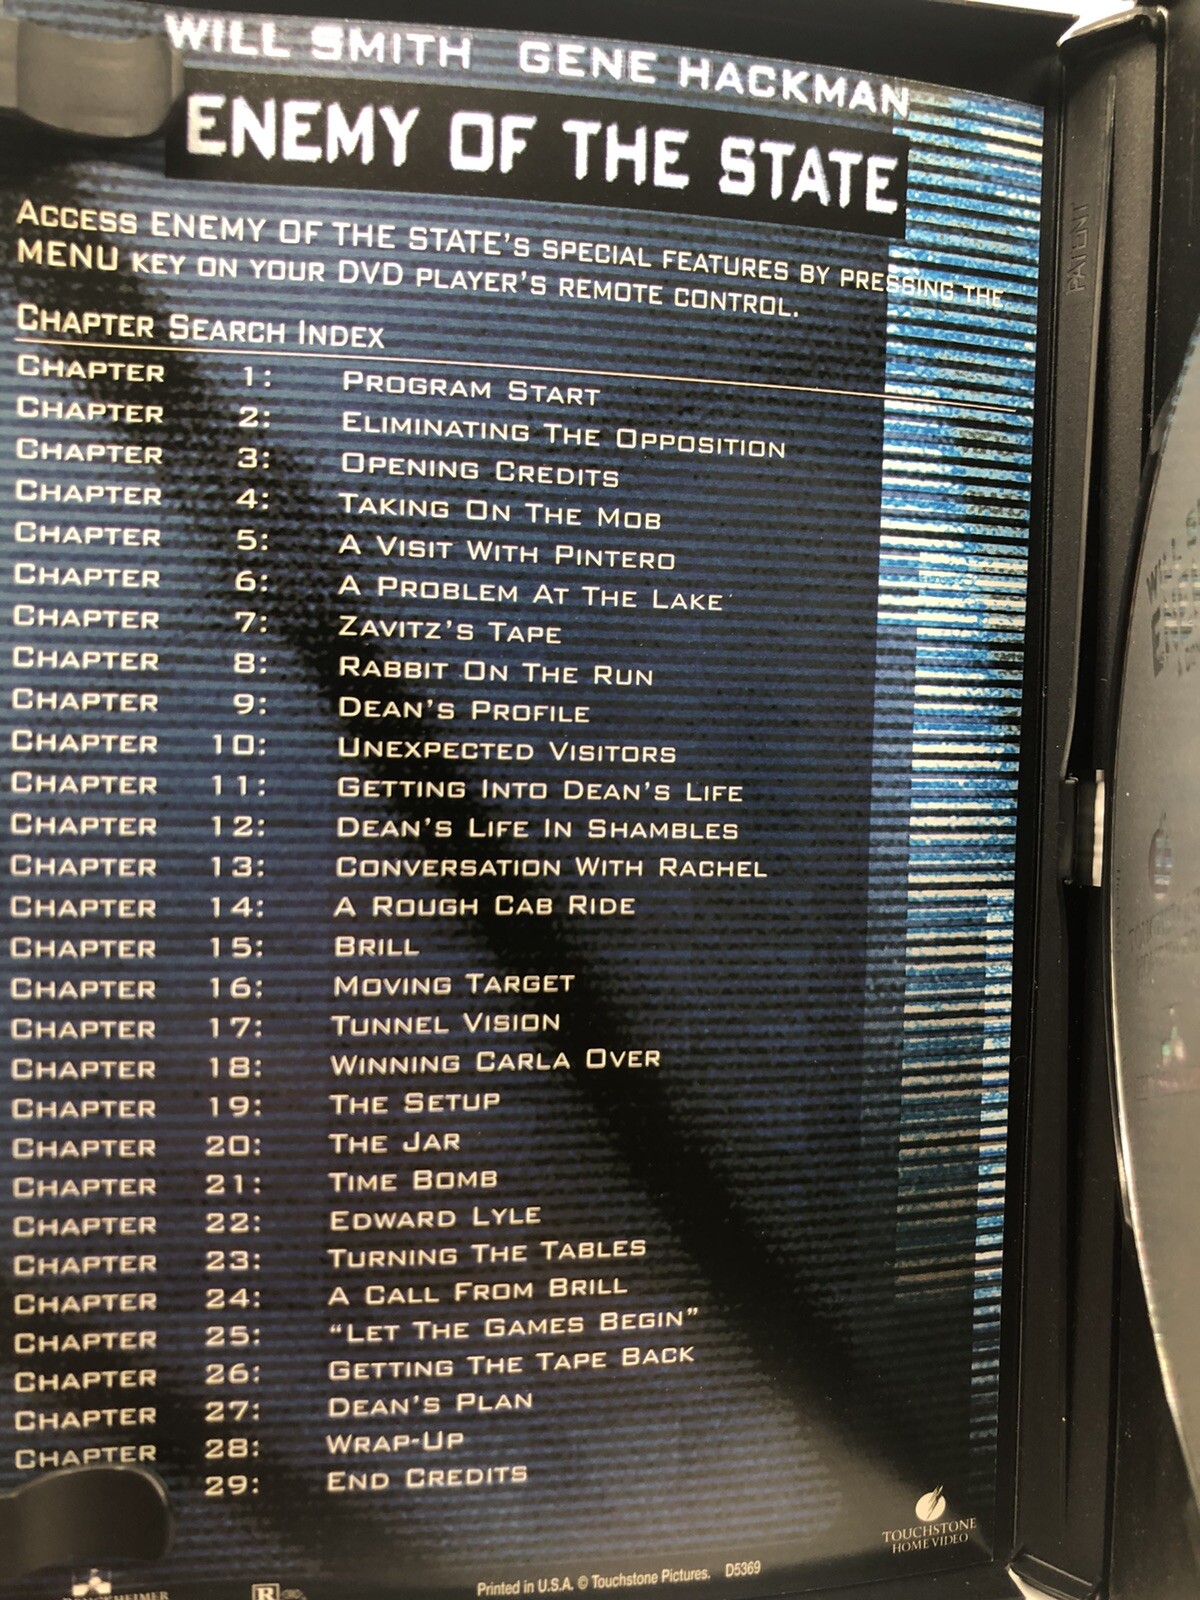 WILL SMITH GENE HACKMAN
ENEMY OF THE STATE
ACCESS ENEMY OF THE STATE'S SPECIAL FEATURES BY PRESSING THE
MENU KEY ON YOUR DVD PLAYER'S REMOTE CONTROL.
CHAPTER SEARCH INDEX
CHAPTER 1: PROGRAM START
CHAPTER 2: ELIMINATING THE OPPOSITION
CHAPTER 3: OPENING CREDITS
CHAPTER 4: TAKING ON THE MOB
CHAPTER 5: A VISIT WITH PINTERO
CHAPTER 6: A PROBLEM AT THE LAKE
CHAPTER 7: ZAVITZ'S TAPE
CHAPTER 8: RABBIT ON THE RUN
CHAPTER 9: DEAN'S PROFILE
CHAPTER 10: UNEXPECTED VISITORS
CHAPTER 11: GETTING INTO DEAN'S LIFE
CHAPTER 12: DEAN'S LIFE IN SHAMBLES
CHAPTER 13: CONVERSATION WITH RACHEL
CHAPTER 14: A ROUGH CAB RIDE
CHAPTER 15: BRILL
CHAPTER 16: MOVING TARGET
CHAPTER 17: TUNNEL VISION
CHAPTER 18: WINNING CARLA OVER
CHAPTER 19: THE SETUP
CHAPTER 20: THE JAR
CHAPTER 21: TIME BOMB
CHAPTER 22: EDWARD LYLE
CHAPTER 23: TURNING THE TABLES
CHAPTER 24: A CALL FROM BRILL
CHAPTER 25: "LET THE GAMES BEGIN"
CHAPTER 26: GETTING THE TAPE BACK
CHAPTER 27: DEAN'S PLAN
CHAPTER 28: WRAP-UP
29: END CREDITS
TOUCHSTONE
HOME VIDEO
R
Printed in U.S.A. © Touchstone Pictures. D5369
PATENT